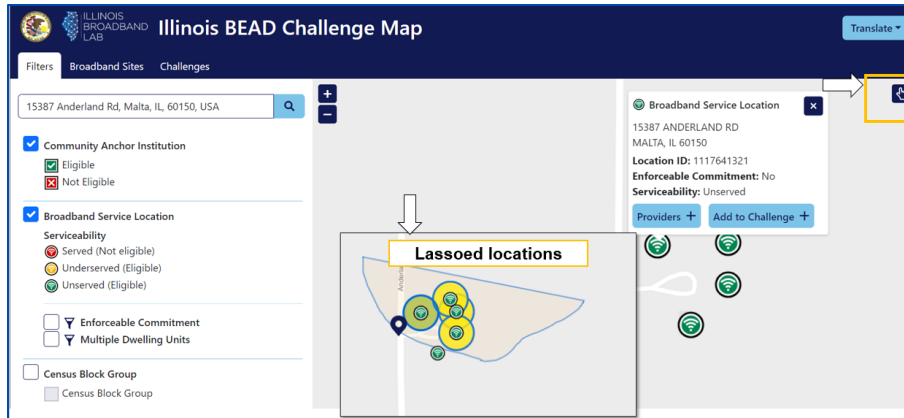 ILLINOIS
BROADBAND
LAB
Illinois BEAD Challenge Map
Translate
Filters
Broadband Sites
Challenges
15387 Anderland Rd, Malta, IL, 60150, USA
Community Anchor Institution
Eligible
Not Eligible
Broadband Service Location
Serviceability
Served (Not eligible)
Underserved (Eligible)
Unserved (Eligible)
Enforceable Commitment
Multiple Dwelling Units
Census Block Group
Census Block Group
+
−
Lassoed locations
Anderla
Broadband Service Location
x
15387 ANDERLAND RD
MALTA, IL 60150
Location ID: 1117641321
Enforceable Commitment: No
Serviceability: Unserved
Providers +
Add to Challenge +